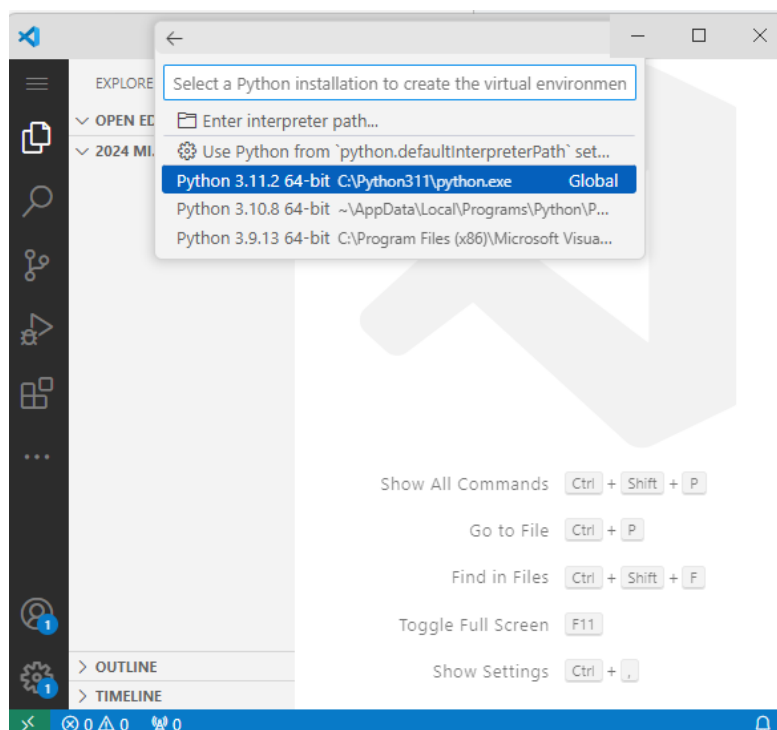 Select a Python installation to create the virtual environmen
Enter interpreter path...
Use Python from `python.defaultInterpreterPath` set...
Python 3.11.2 64-bit C:\Python311\python.exe Global
Python 3.10.8 64-bit ~\AppData\Local\Programs\Python\P...
Python 3.9.13 64-bit C:\Program Files (x86)\Microsoft Visua...
EXPLORE
OPEN ED
2024 MI.
Show All Commands Ctrl + Shift + P
Go to File Ctrl + P
Find in Files Ctrl + Shift + F
Toggle Full Screen F11
Show Settings Ctrl + ,
OUTLINE
TIMELINE
1
1
0 0 0